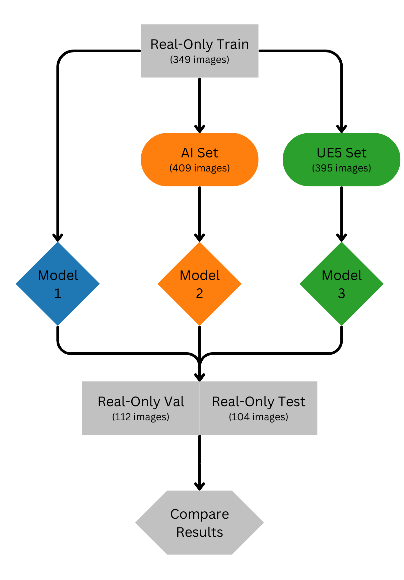 Real-Only Train
(349 images)
AI Set
(409 images)
UE5 Set
(395 images)
Model
1
Model
2
Model
3
Real-Only Val
(112 images)
Real-Only Test
(104 images)
Compare
Results